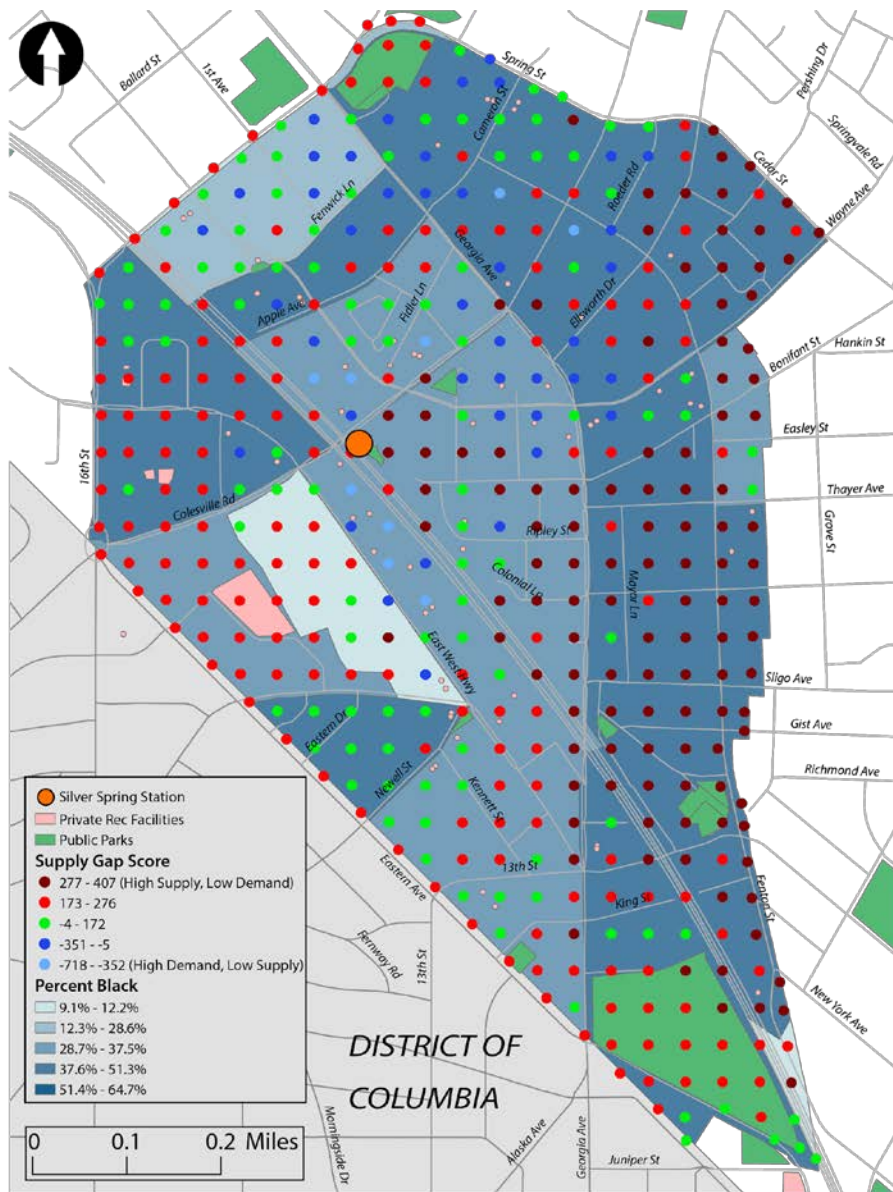 Ballard St
1st Ave
Spring St
Pershing Dr
Springvale Rd
Cameron St
Cedar St
Roeder Rd
Wayne Ave
Fenwick Ln
Georgia Ave
Ellsworth Dr
Apple Ave
Fidler Ln
Bonifant St
Hankin St
16th St
Easley St
Colesville Rd
Thayer Ave
Ripley St
Grove St
Colonial Ln
Mayor Ln
East West Hwy
Sligo Ave
Gist Ave
Eastern Dr
Richmond Ave
Newell St
Kennett St
13th St
Eastern Ave
King St
Fenton St
Fernway Rd
13th St
New York Ave
DISTRICT OF
COLUMBIA
Morningside Dr
Alaska Ave
Georgia Ave
Juniper St
Silver Spring Station
Private Rec Facilities
Public Parks
Supply Gap Score
277 - 407 (High Supply, Low Demand)
173 - 276
-4 - 172
-351 - -5
-718 - -352 (High Demand, Low Supply)
Percent Black
9.1% - 12.2%
12.3% - 28.6%
28.7% - 37.5%
37.6% - 51.3%
51.4% - 64.7%
0 0.1 0.2 Miles